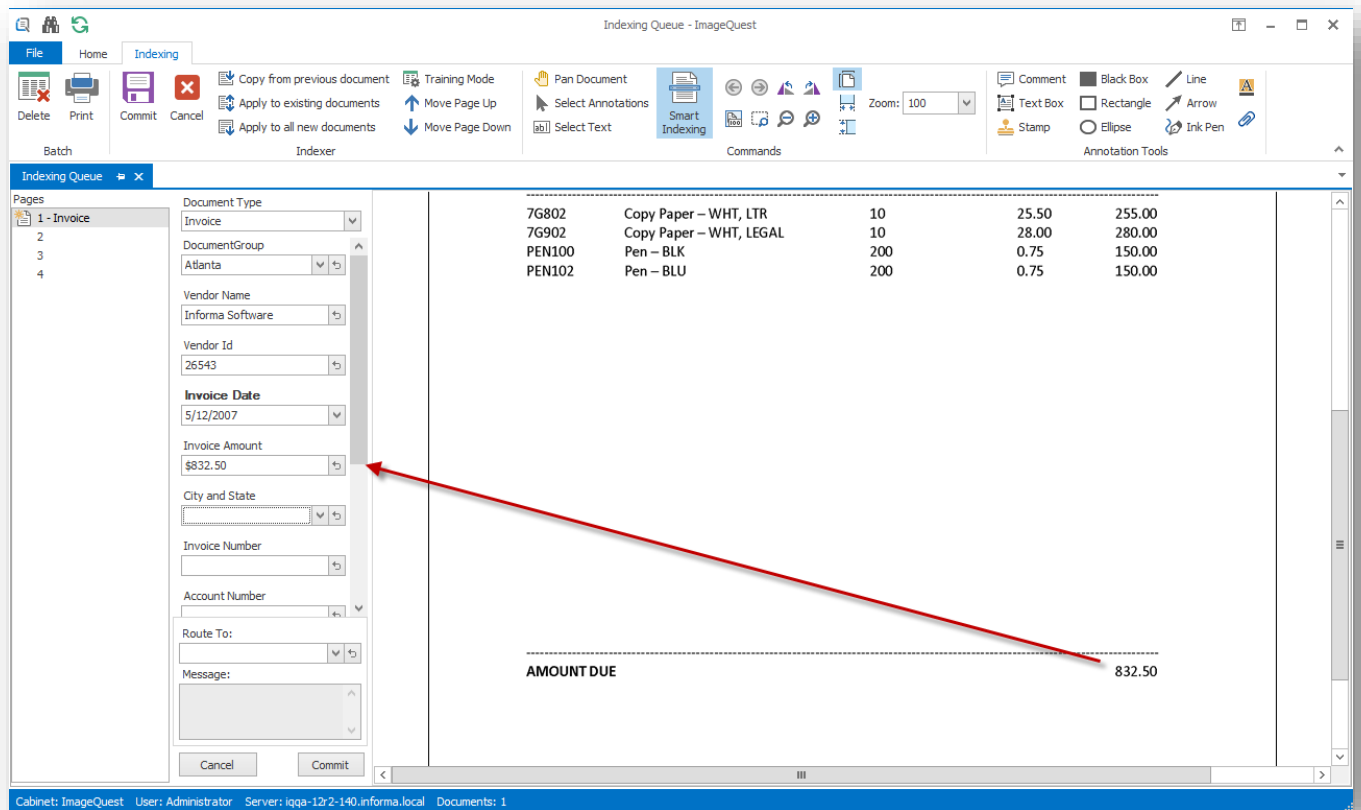 Indexing Queue - ImageQuest
File Home Indexing
Delete
Print
Batch
Commit
Cancel
Copy from previous document
Apply to existing documents
Apply to all new documents
Training Mode
Move Page Up
Move Page Down
Indexer
Pan Document
Select Annotations
ab Select Text
Smart Indexing
Zoom: 100
Commands
Comment
Text Box
Stamp
Black Box
Rectangle
Ellipse
Line
Arrow
Ink Pen
A
Annotation Tools
Indexing Queue
Pages
1 - Invoice
2
3
4
Document Type
Invoice
DocumentGroup
Atlanta
Vendor Name
Informa Software
Vendor Id
26543
Invoice Date
5/12/2007
Invoice Amount
$832.50
City and State
Invoice Number
Account Number
Route To:
Message:
Cancel Commit
7G802 Copy Paper – WHT, LTR 10 25.50 255.00
7G902 Copy Paper – WHT, LEGAL 10 28.00 280.00
PEN100 Pen – BLK 200 0.75 150.00
PEN102 Pen – BLU 200 0.75 150.00
AMOUNT DUE 832.50
Cabinet: ImageQuest User: Administrator Server: iqqa-12r2-140.informa.local Documents: 1